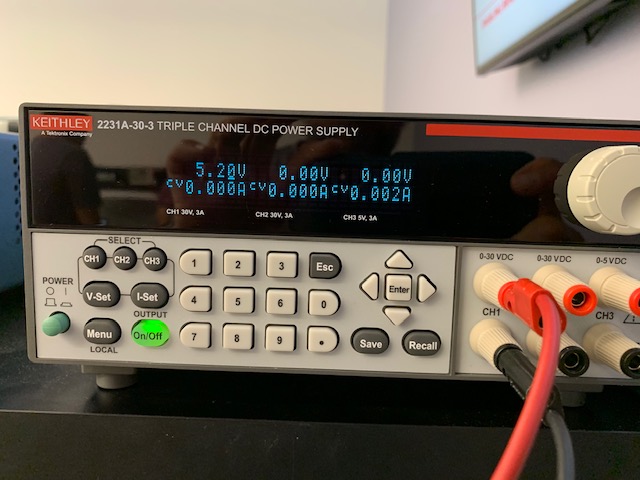 KEITHLEY
A Tektronix Company
2231A-30-3 TRIPLE CHANNEL DC POWER SUPPLY
5.20V 0.00V 0.00V
CV0.000A CV0.000A CV0.002A
CH1 30V, 3A CH2 30V, 3A CH3 5V, 3A
SELECT
CH1 CH2 CH3
1 2 3 Esc
POWER
V-Set I-Set
4 5 6 0
Enter
OUTPUT
Menu On/Off
7 8 9 .
Save Recall
LOCAL
0-30 VDC 0-30 VDC 0-5 VDC
CH1 CH3